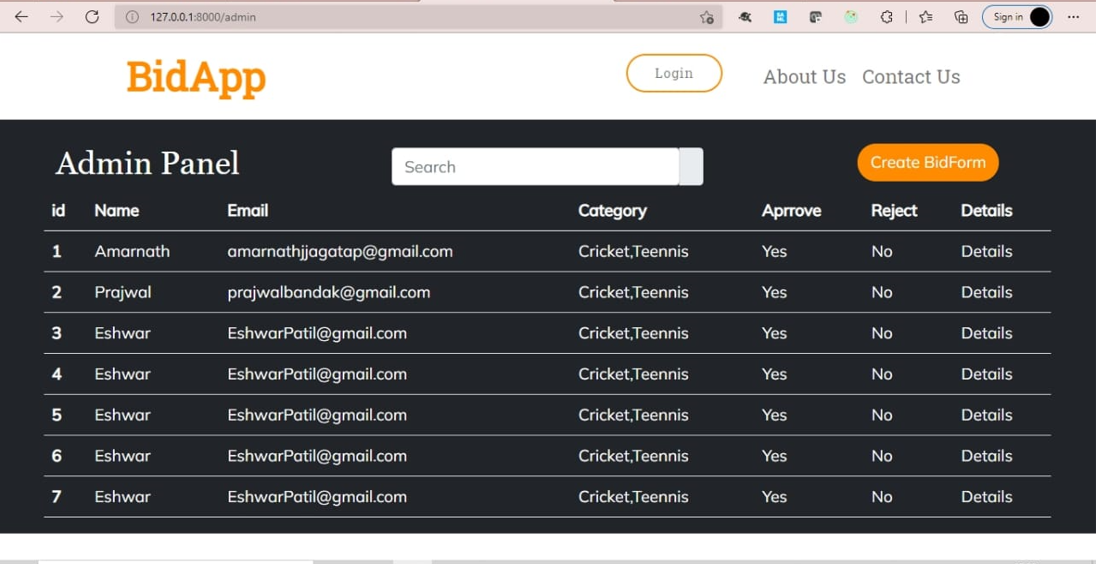 127.0.0.1:8000/admin
Sign in
BidApp
Login
About Us
Contact Us
Admin Panel
Search
Create BidForm
id Name Email Category Aprrove Reject Details
1 Amarnath amarnathjjagatap@gmail.com Cricket,Teennis Yes No Details
2 Prajwal prajwalbandak@gmail.com Cricket,Teennis Yes No Details
3 Eshwar EshwarPatil@gmail.com Cricket,Teennis Yes No Details
4 Eshwar EshwarPatil@gmail.com Cricket,Teennis Yes No Details
5 Eshwar EshwarPatil@gmail.com Cricket,Teennis Yes No Details
6 Eshwar EshwarPatil@gmail.com Cricket,Teennis Yes No Details
7 Eshwar EshwarPatil@gmail.com Cricket,Teennis Yes No Details